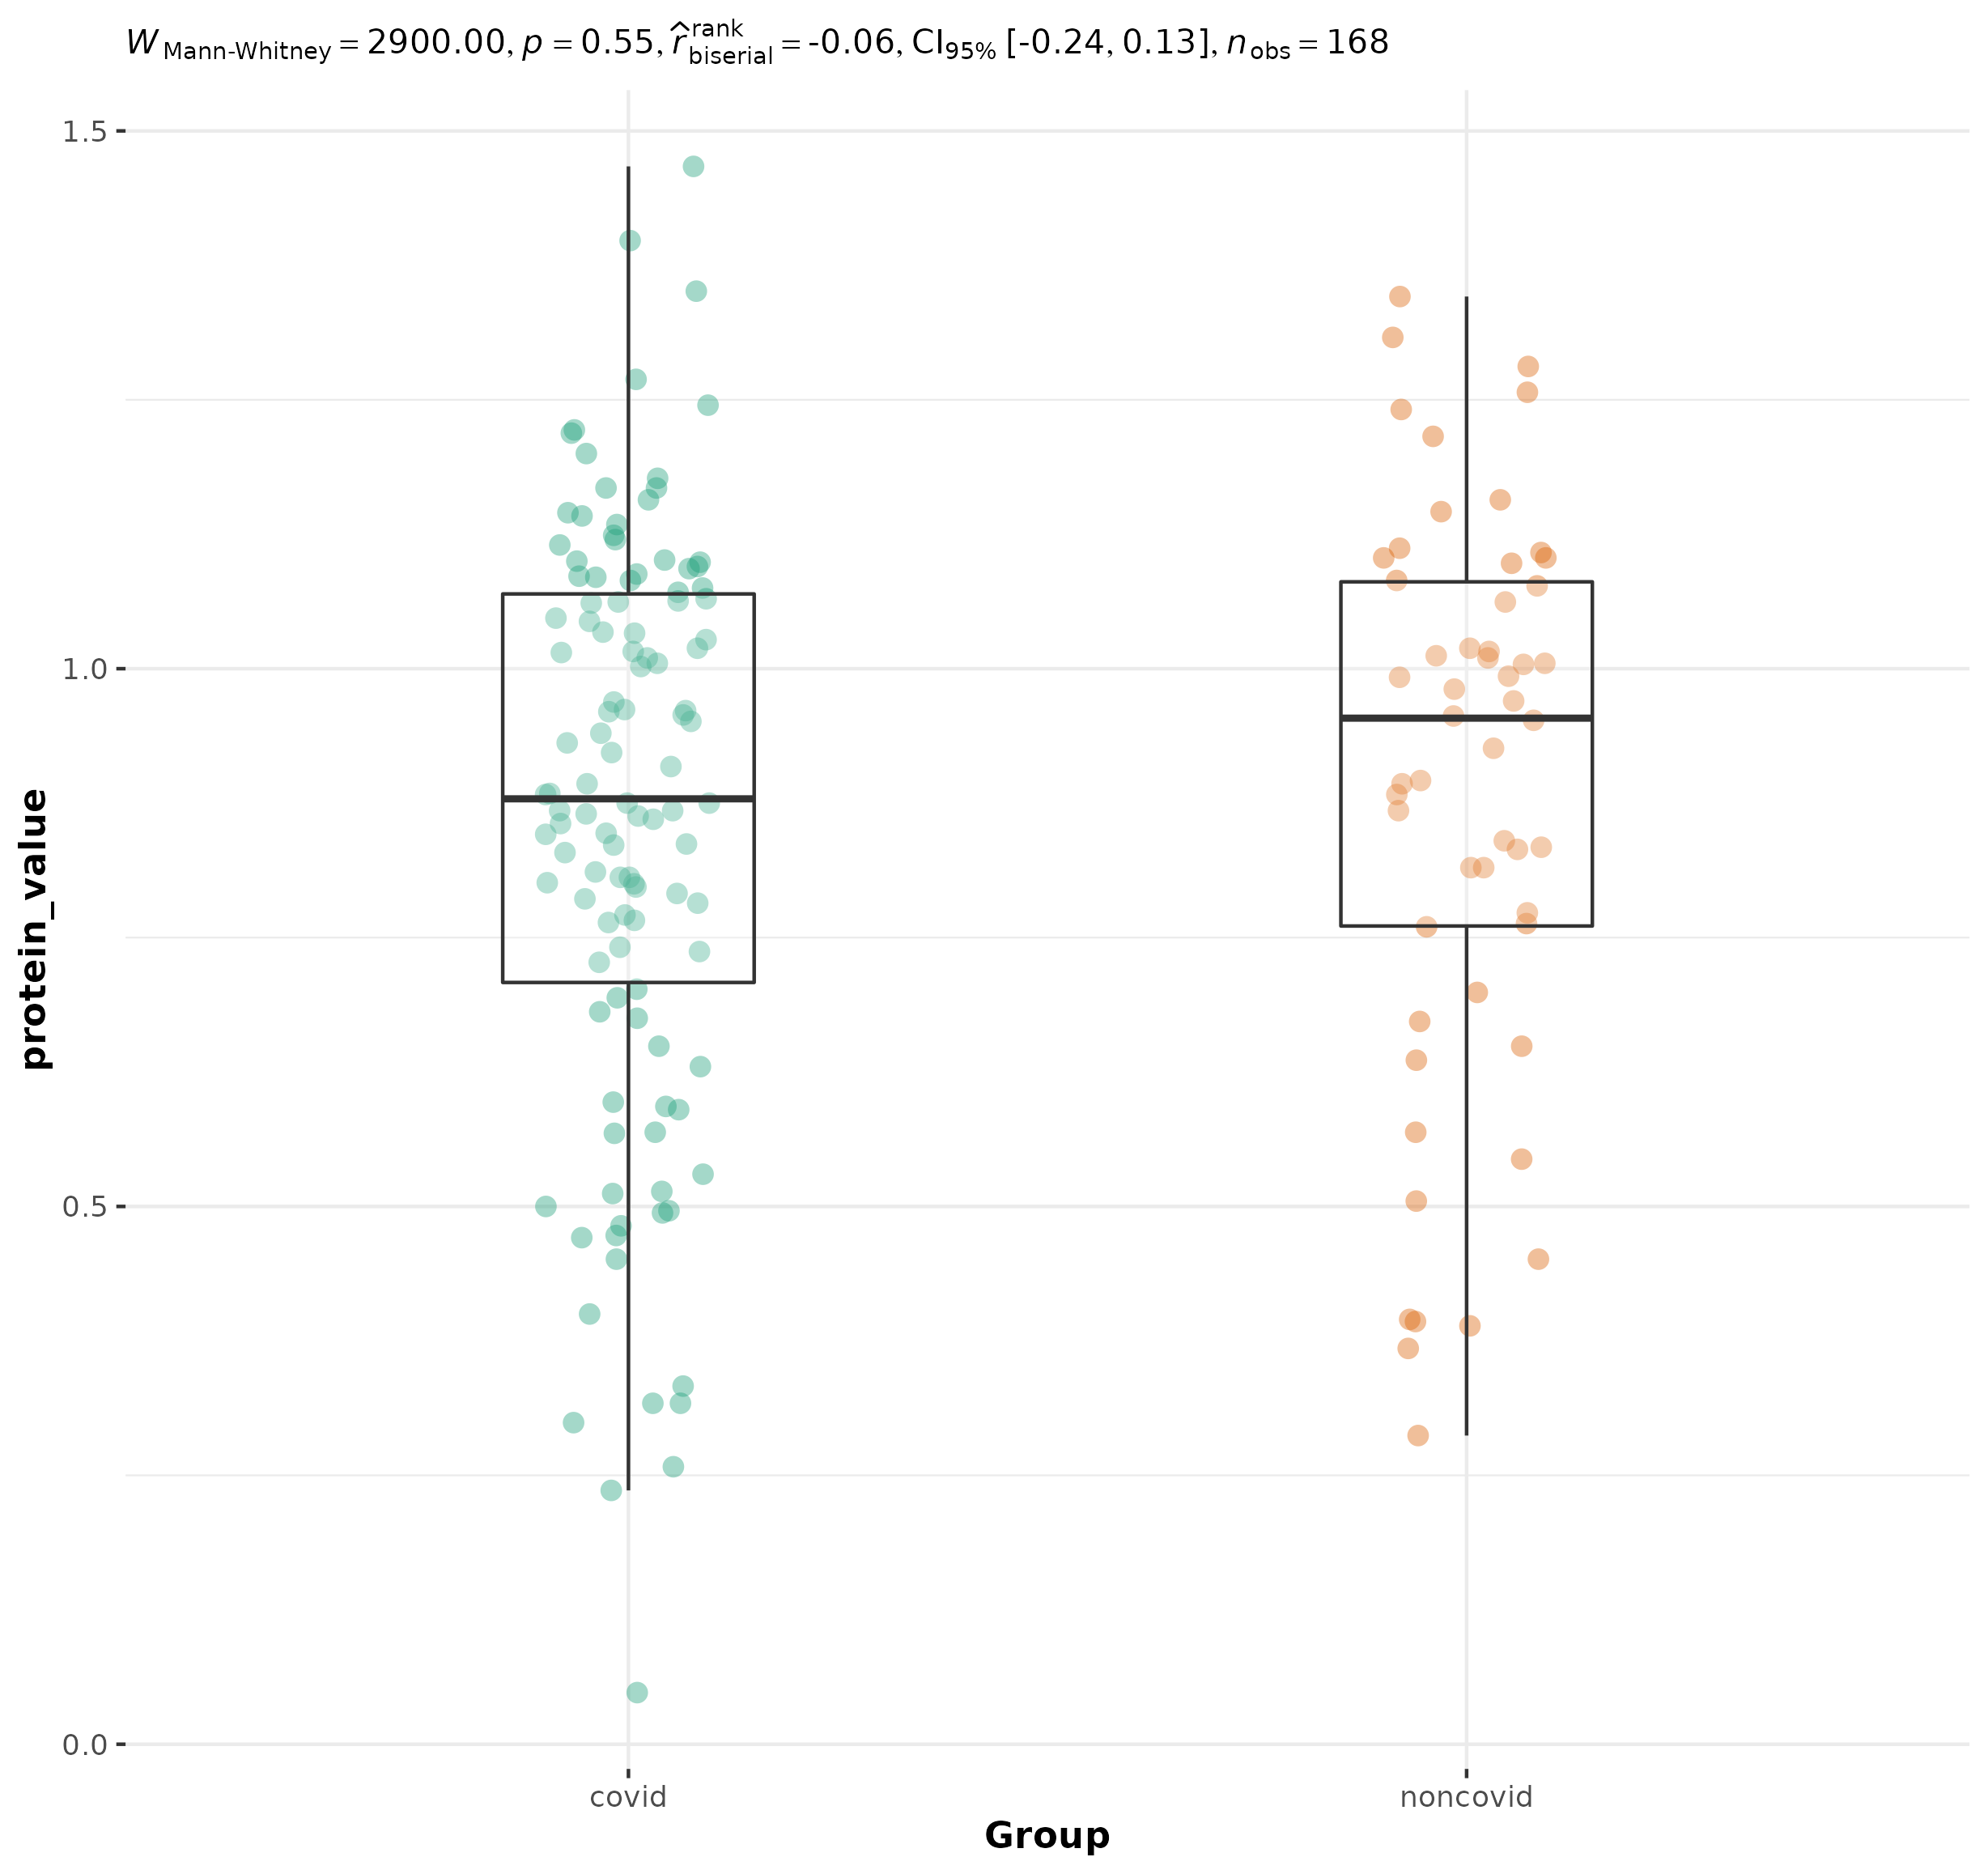 W Mann-Whitney = 2900.00, p = 0.55, r̂ rank biserial = -0.06, CI95% [-0.24, 0.13], n obs = 168
1.5
1.0
0.5
0.0
protein_value
covid noncovid
Group